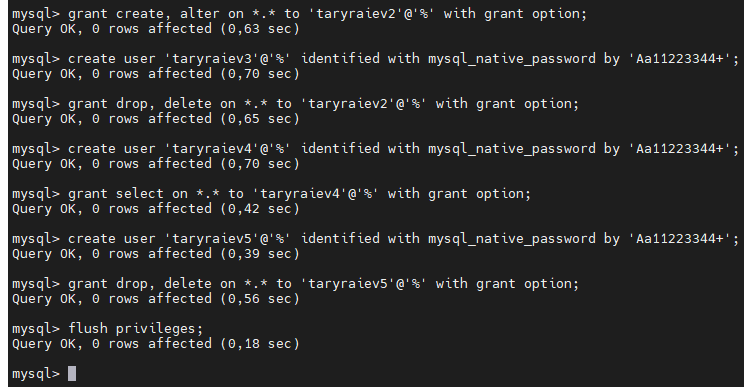 mysql> grant create, alter on *.* to 'taryraiev2'@'%' with grant option;
Query OK, 0 rows affected (0,63 sec)
mysql> create user 'taryraiev3'@'%' identified with mysql_native_password by 'Aa11223344+';
Query OK, 0 rows affected (0,70 sec)
mysql> grant drop, delete on *.* to 'taryraiev2'@'%' with grant option;
Query OK, 0 rows affected (0,65 sec)
mysql> create user 'taryraiev4'@'%' identified with mysql_native_password by 'Aa11223344+';
Query OK, 0 rows affected (0,70 sec)
mysql> grant select on *.* to 'taryraiev4'@'%' with grant option;
Query OK, 0 rows affected (0,42 sec)
mysql> create user 'taryraiev5'@'%' identified with mysql_native_password by 'Aa11223344+';
Query OK, 0 rows affected (0,39 sec)
mysql> grant drop, delete on *.* to 'taryraiev5'@'%' with grant option;
Query OK, 0 rows affected (0,56 sec)
mysql> flush privileges;
Query OK, 0 rows affected (0,18 sec)
mysql>